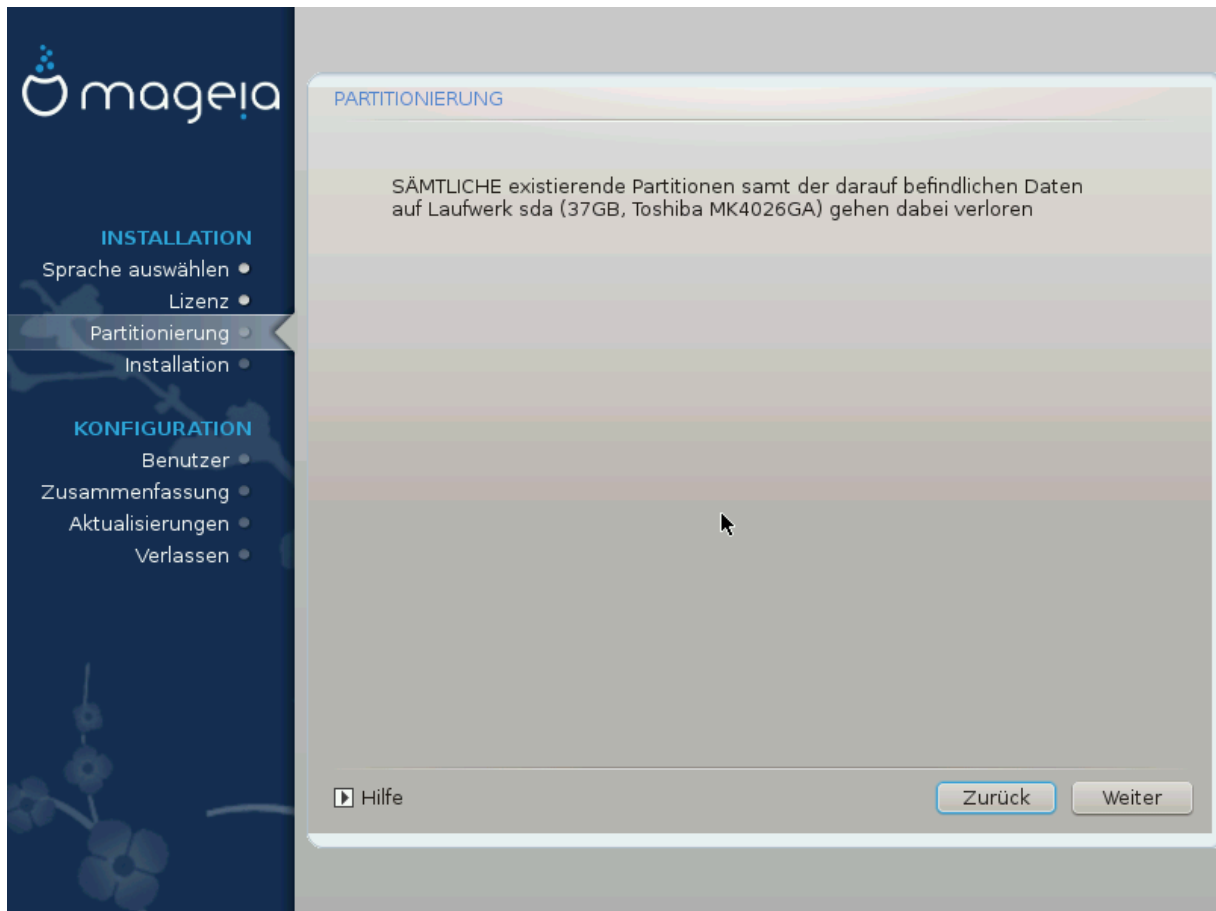 mageia
INSTALLATION
Sprache auswählen
Lizenz
Partitionierung
Installation
KONFIGURATION
Benutzer
Zusammenfassung
Aktualisierungen
Verlassen
PARTITIONIERUNG
SÄMTLICHE existierende Partitionen samt der darauf befindlichen Daten
auf Laufwerk sda (37GB, Toshiba MK4026GA) gehen dabei verloren
Hilfe
Zurück
Weiter